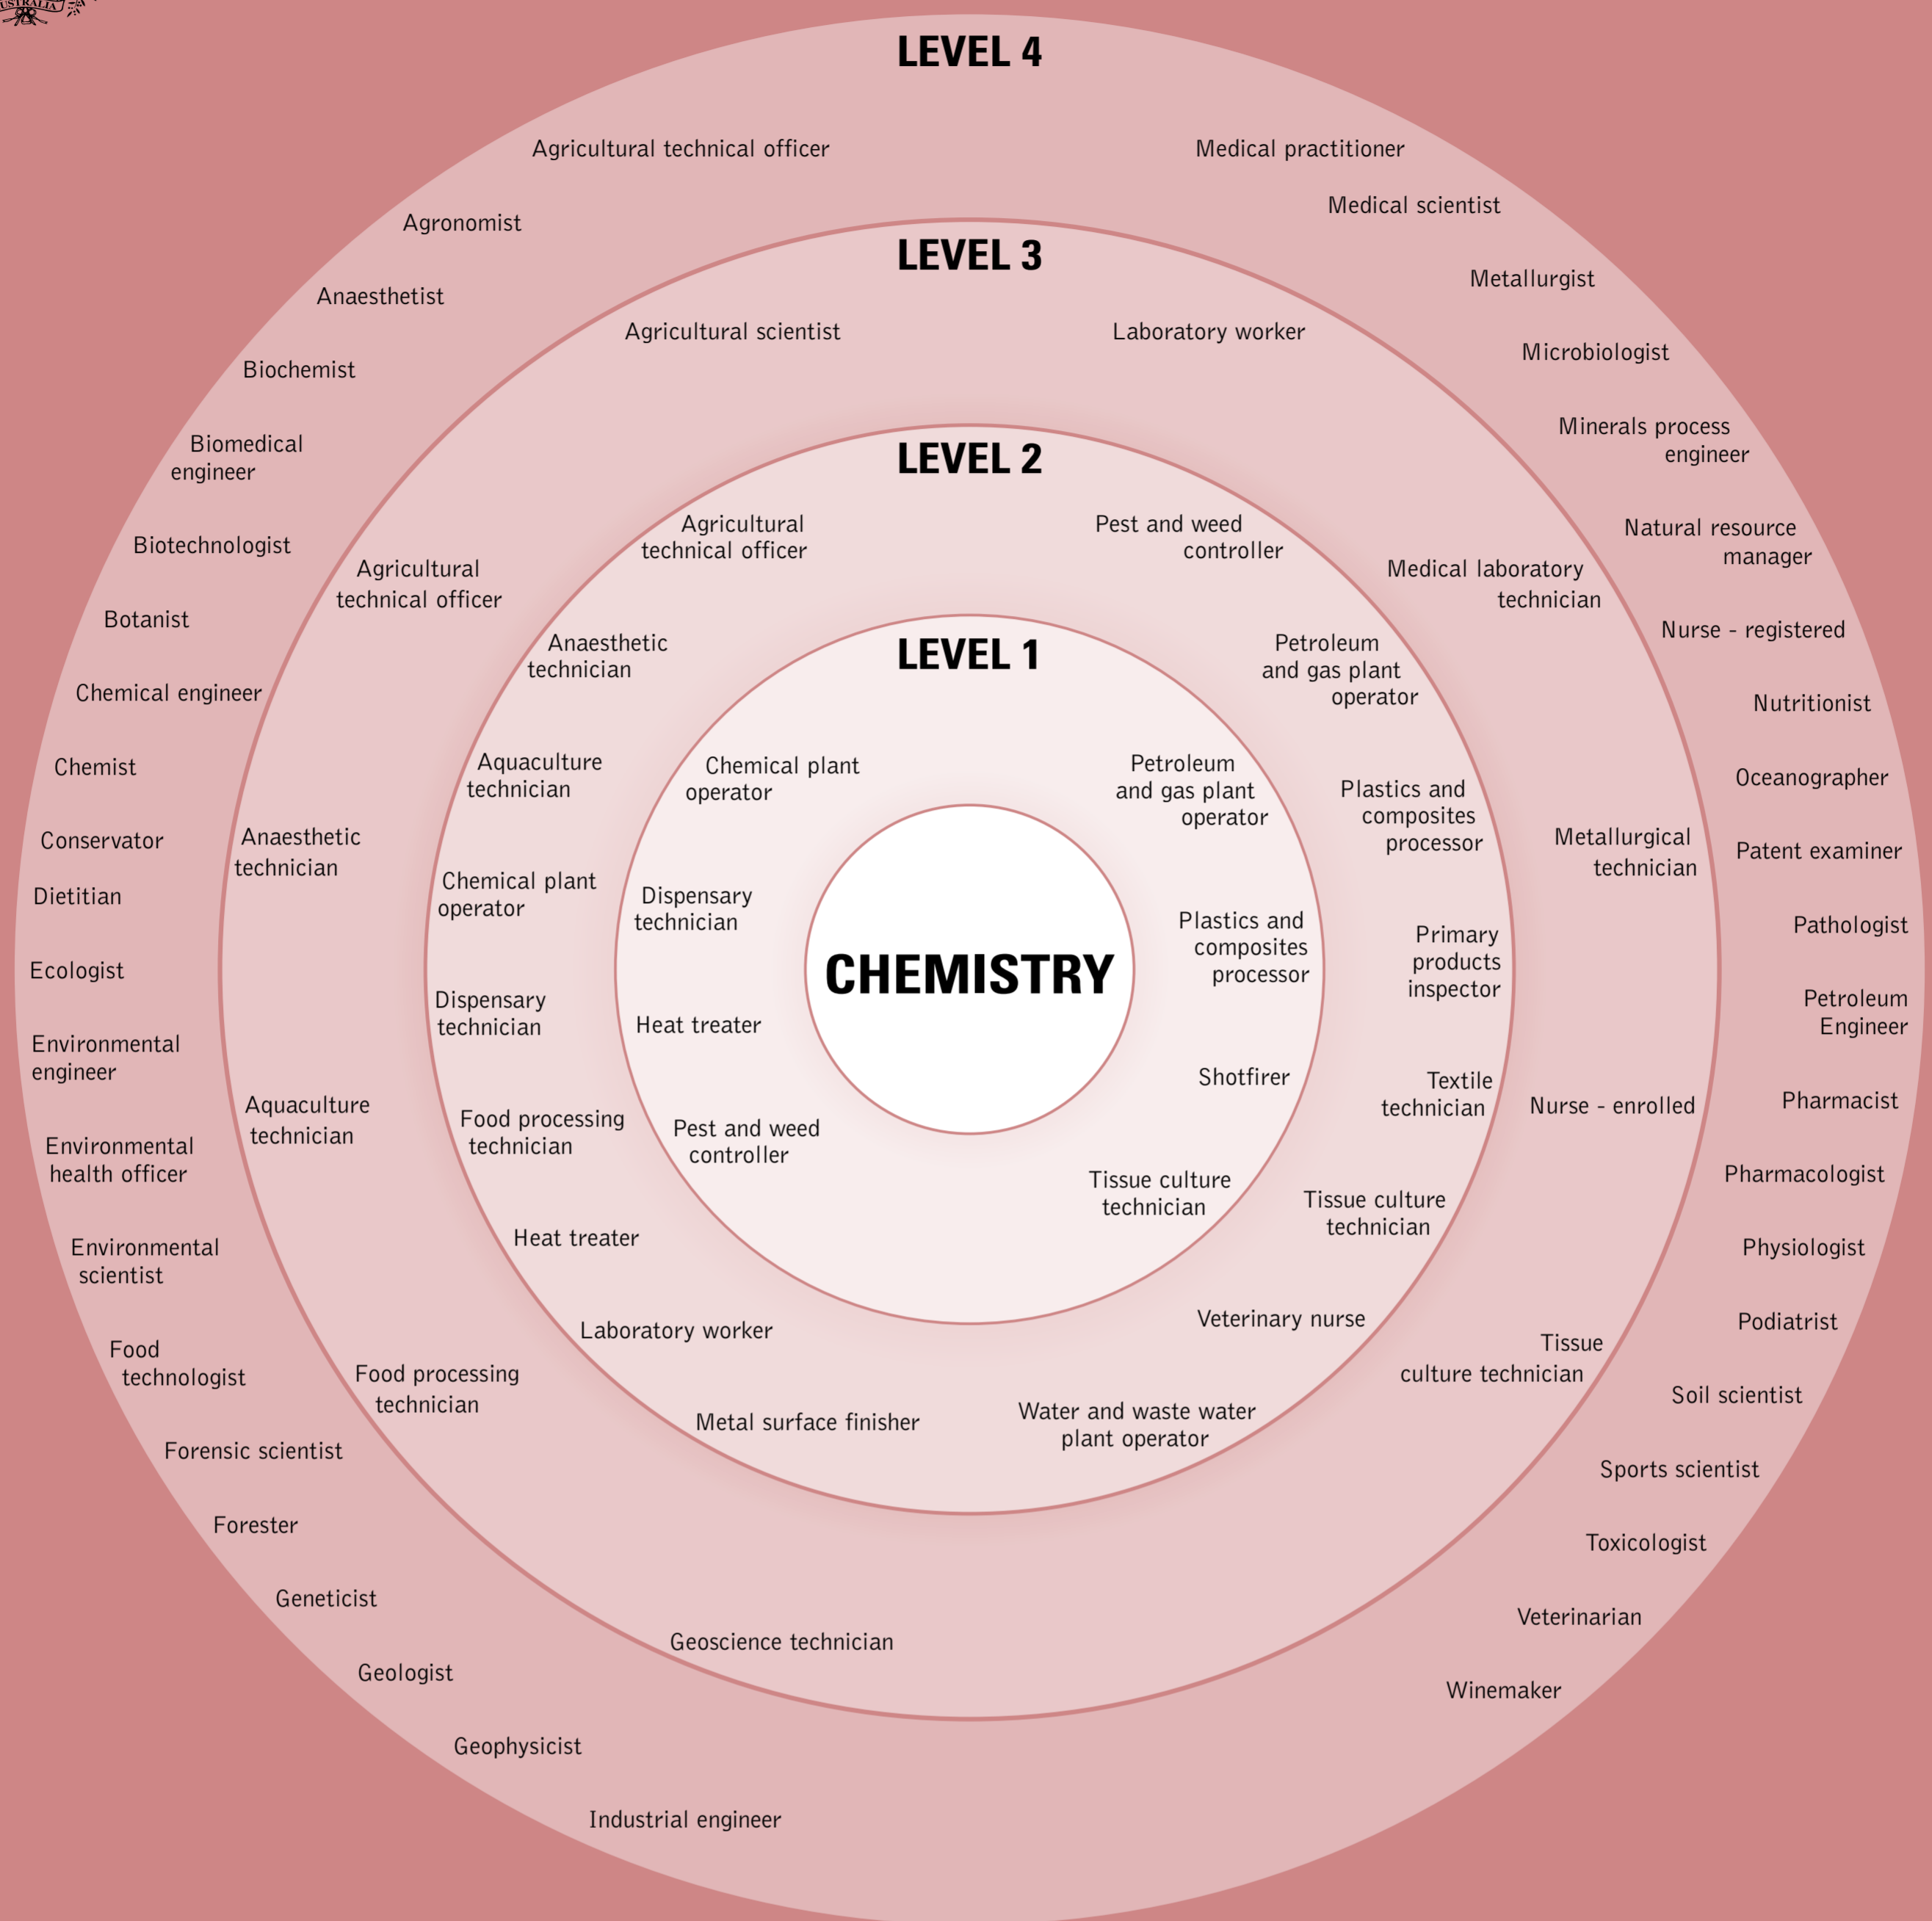 USTRALIA
LEVEL 4
Agricultural technical officer
Agronomist
Anaesthetist
Biochemist
Biomedical
engineer
Biotechnologist
Botanist
Chemical engineer
Chemist
Conservator
Dietitian
Ecologist
Environmental
engineer
Environmental
health officer
Environmental
scientist
Food
technologist
Forensic scientist
Forester
Geneticist
Geologist
Geophysicist
Industrial engineer
Medical practitioner
Medical scientist
Metallurgist
Microbiologist
Minerals process
engineer
Natural resource
manager
Nurse - registered
Nutritionist
Oceanographer
Patent examiner
Pathologist
Petroleum
Engineer
Pharmacist
Pharmacologist
Physiologist
Podiatrist
Soil scientist
Sports scientist
Toxicologist
Veterinarian
Winemaker
LEVEL 3
Agricultural scientist
Agricultural
technical officer
Anaesthetic
technician
Aquaculture
technician
Food processing
technician
Geoscience technician
Laboratory worker
Medical laboratory
technician
Metallurgical
technician
Nurse - enrolled
Tissue
culture technician
LEVEL 2
Agricultural
technical officer
Anaesthetic
technician
Aquaculture
technician
Chemical plant
operator
Dispensary
technician
Food processing
technician
Heat treater
Laboratory worker
Metal surface finisher
Pest and weed
controller
Petroleum
and gas plant
operator
Plastics and
composites
processor
Primary
products
inspector
Textile
technician
Tissue culture
technician
Veterinary nurse
Water and waste water
plant operator
LEVEL 1
Chemical plant
operator
Dispensary
technician
Heat treater
Pest and weed
controller
Petroleum
and gas plant
operator
Plastics and
composites
processor
Shotfirer
Tissue culture
technician
CHEMISTRY